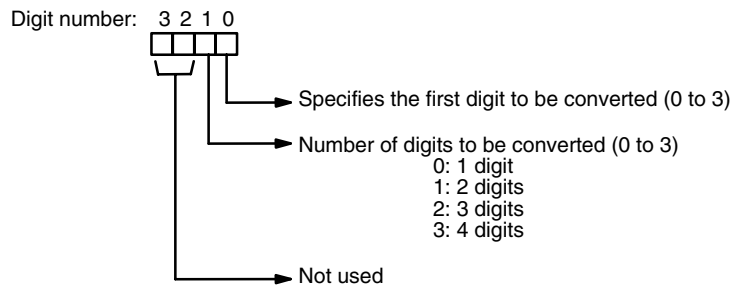 Digit number: 3 2 1 0
Specifies the first digit to be converted (0 to 3)
Number of digits to be converted (0 to 3)
0: 1 digit
1: 2 digits
2: 3 digits
3: 4 digits
Not used